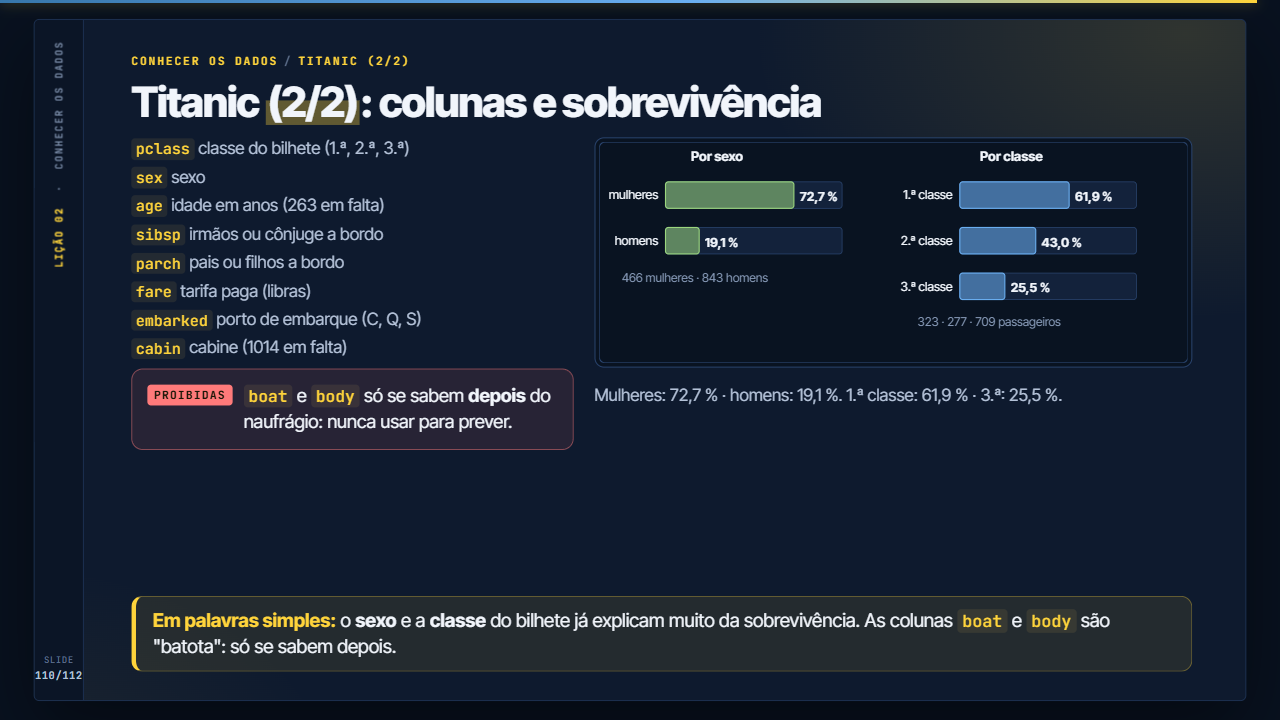 CONHECER OS DADOS / TITANIC (2/2)
Titanic (2/2): colunas e sobrevivência
pclass classe do bilhete (1.ª, 2.ª, 3.ª)
sex sexo
age idade em anos (263 em falta)
sibsp irmãos ou cônjuge a bordo
parch pais ou filhos a bordo
fare tarifa paga (libras)
embarked porto de embarque (C, Q, S)
cabin cabine (1014 em falta)
PROIBIDAS boat e body só se sabem depois do
naufrágio: nunca usar para prever.
Por sexo
mulheres 72,7 %
homens 19,1 %
466 mulheres · 843 homens
Por classe
1.ª classe 61,9 %
2.ª classe 43,0 %
3.ª classe 25,5 %
323 · 277 · 709 passageiros
Mulheres: 72,7 % · homens: 19,1 %. 1.ª classe: 61,9 % · 3.ª: 25,5 %.
Em palavras simples: o sexo e a classe do bilhete já explicam muito da sobrevivência. As colunas boat e body são
"batota": só se sabem depois.
LIÇÃO 02 · CONHECER OS DADOS
SLIDE
110/112